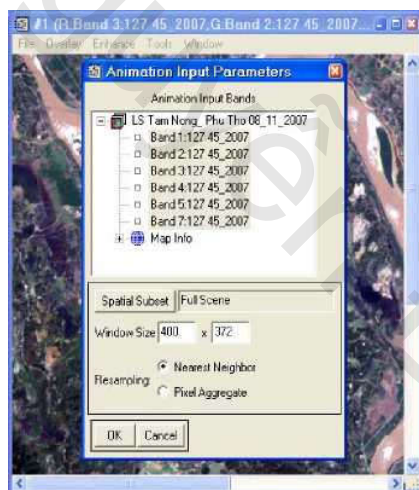 #1 (R:Band 3:127 45_2007,G:Band 2:127 45_2007...
File Overlay Enhance Tools Window
Animation Input Parameters
Animation Input Bands
LS Tam Nong_ Phu Tho 08_11_2007
Band 1:127 45_2007
Band 2:127 45_2007
Band 3:127 45_2007
Band 4:127 45_2007
Band 5:127 45_2007
Band 7:127 45_2007
Map Info
Spatial Subset Full Scene
Window Size 400 x 372
Nearest Neighbor
Resampling:
Pixel Aggregate
OK Cancel